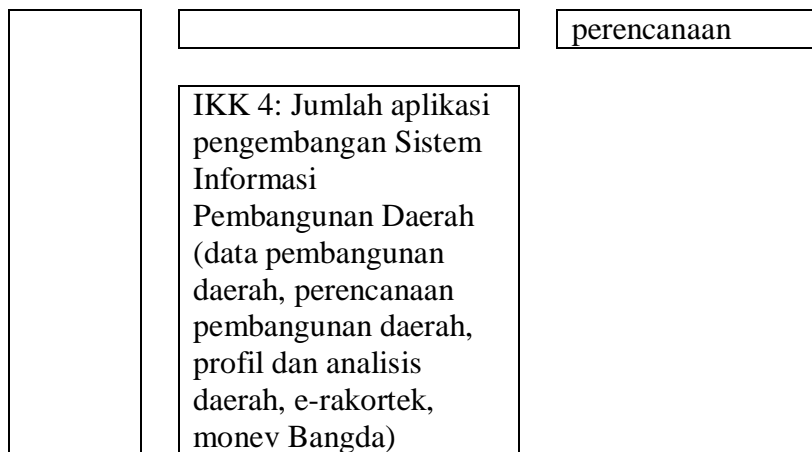 perencanaan
IKK 4: Jumlah aplikasi
pengembangan Sistem
Informasi
Pembangunan Daerah
(data pembangunan
daerah, perencanaan
pembangunan daerah,
profil dan analisis
daerah, e-rakortek,
monev Bangda)